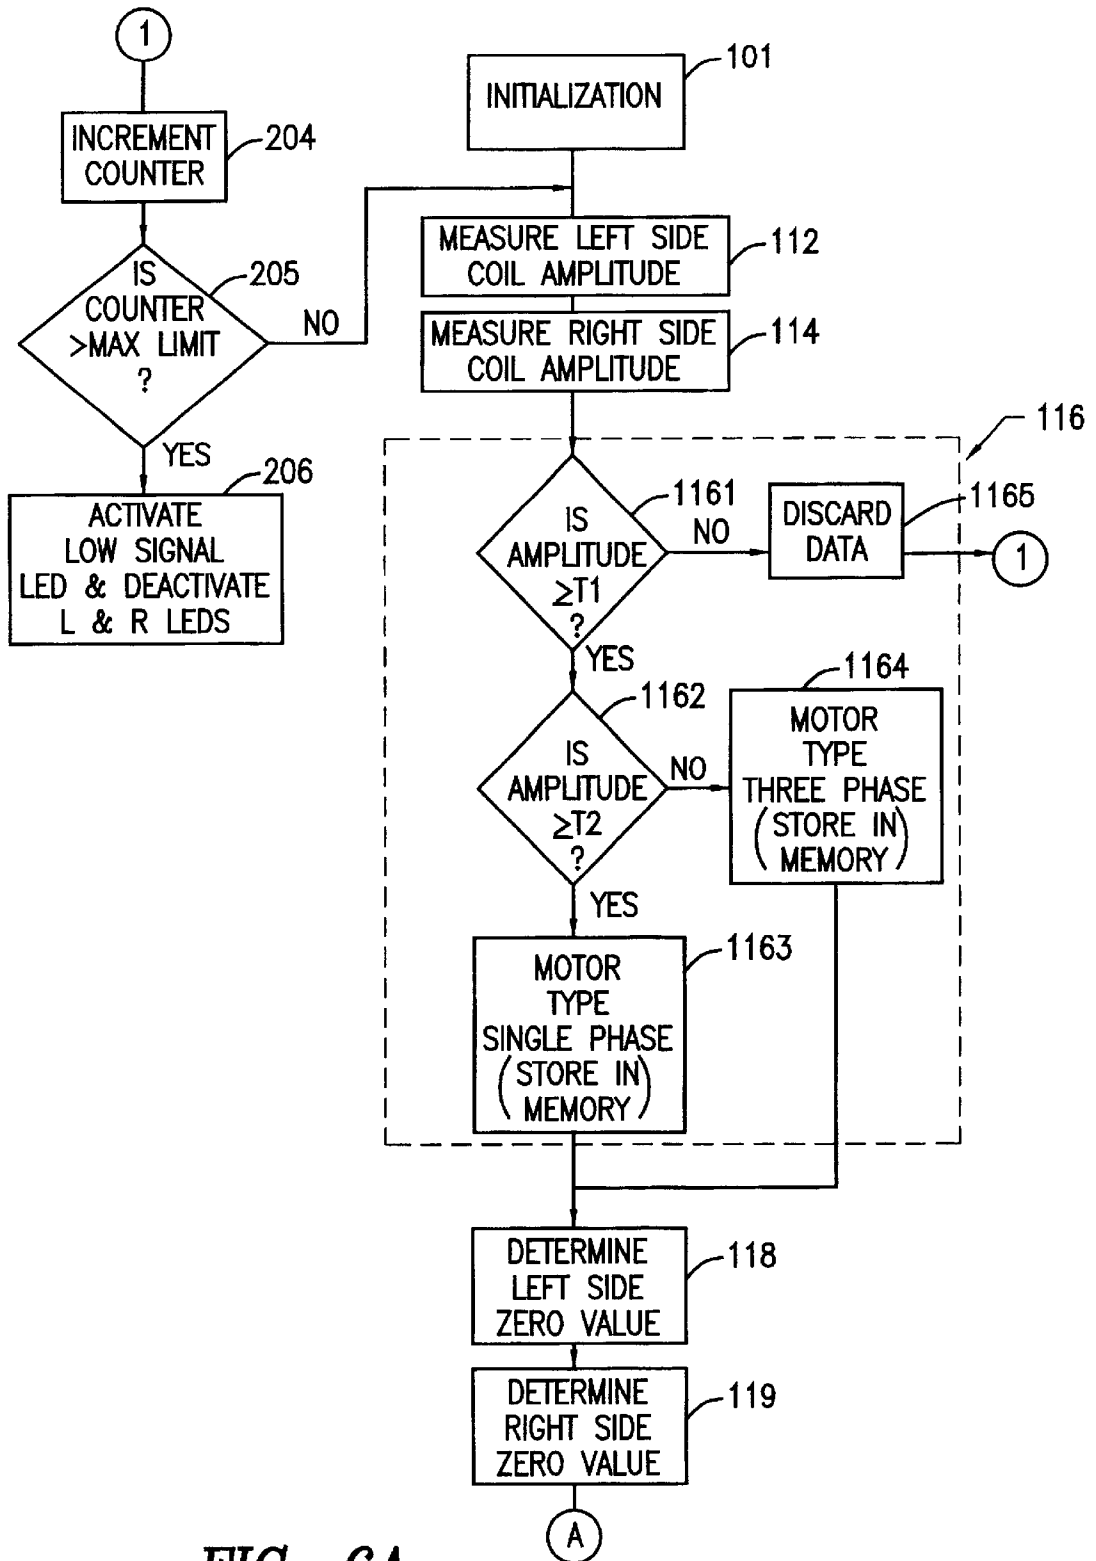 1
INCREMENT
COUNTER
204
IS
COUNTER
>MAX LIMIT
?
205
NO
YES
206
ACTIVATE
LOW SIGNAL
LED & DEACTIVATE
L & R LEDS
INITIALIZATION
101
MEASURE LEFT SIDE
COIL AMPLITUDE
112
MEASURE RIGHT SIDE
COIL AMPLITUDE
114
116
IS
AMPLITUDE
≥T1
?
1161
NO
DISCARD
DATA
1165
1
YES
IS
AMPLITUDE
≥T2
?
1162
NO
1164
MOTOR
TYPE
THREE PHASE
(STORE IN
MEMORY)
YES
MOTOR
TYPE
SINGLE PHASE
(STORE IN
MEMORY)
1163
DETERMINE
LEFT SIDE
ZERO VALUE
118
DETERMINE
RIGHT SIDE
ZERO VALUE
119
A
FIG. 6A